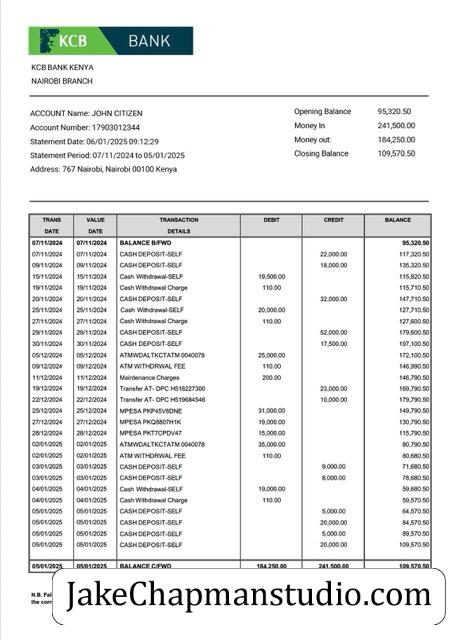 KCB BANK
KCB BANK KENYA
NAIROBI BRANCH
ACCOUNT Name: JOHN CITIZEN
Account Number: 17903012344
Statement Date: 06/01/2025 09:12:29
Statement Period: 07/11/2024 to 05/01/2025
Address: 767 Nairobi, Nairobi 00100 Kenya
Opening Balance 95,320.50
Money In 241,500.00
Money out: 184,250.00
Closing Balance 109,570.50
TRANS DATE VALUE DATE TRANSACTION DETAILS DEBIT CREDIT BALANCE
07/11/2024 07/11/2024 BALANCE B/FWD 95,320.50
07/11/2024 07/11/2024 CASH DEPOSIT-SELF 22,000.00 117,320.50
09/11/2024 09/11/2024 CASH DEPOSIT-SELF 18,000.00 135,320.50
15/11/2024 15/11/2024 Cash Withdrawal-SELF 19,500.00 115,820.50
19/11/2024 19/11/2024 Cash Withdrawal Charge 110.00 115,710.50
20/11/2024 20/11/2024 CASH DEPOSIT-SELF 32,000.00 147,710.50
25/11/2024 25/11/2024 Cash Withdrawal-SELF 20,000.00 127,710.50
27/11/2024 27/11/2024 Cash Withdrawal Charge 110.00 127,600.50
29/11/2024 29/11/2024 CASH DEPOSIT-SELF 52,000.00 179,600.50
30/11/2024 30/11/2024 CASH DEPOSIT-SELF 17,500.00 197,100.50
05/12/2024 05/12/2024 ATMWDALTKCTATM 0040078 25,000.00 172,100.50
09/12/2024 09/12/2024 ATM WITHDRWAL FEE 110.00 146,990.50
11/12/2024 11/12/2024 Maintenance Charges 200.00 146,790.50
19/12/2024 19/12/2024 Transfer AT- DPC H518227300 23,000.00 169,790.50
22/12/2024 22/12/2024 Transfer AT- DPC H519684546 10,000.00 179,790.50
25/12/2024 25/12/2024 MPESA PKP45V8DNE 31,000.00 149,790.50
27/12/2024 27/12/2024 MPESA PKQ8807H1K 19,000.00 130,790.50
28/12/2024 28/12/2024 MPESA PKT7CPDV47 15,000.00 115,790.50
02/01/2025 02/01/2025 ATMWDALTKCTATM 0040078 35,000.00 80,790.50
02/01/2025 02/01/2025 ATM WITHDRWAL FEE 110.00 80,680.50
03/01/2025 03/01/2025 CASH DEPOSIT-SELF 9,000.00 71,680.50
03/01/2025 03/01/2025 CASH DEPOSIT-SELF 8,000.00 78,680.50
04/01/2025 04/01/2025 Cash Withdrawal-SELF 19,000.00 59,680.50
04/01/2025 04/01/2025 Cash Withdrawal Charge 110.00 59,570.50
05/01/2025 05/01/2025 CASH DEPOSIT-SELF 5,000.00 64,570.50
05/01/2025 05/01/2025 CASH DEPOSIT-SELF 20,000.00 84,570.50
05/01/2025 05/01/2025 CASH DEPOSIT-SELF 5,000.00 89,570.50
05/01/2025 05/01/2025 CASH DEPOSIT-SELF 20,000.00 109,570.50
05/01/2025 05/01/2025 BALANCE C/FWD 184,250.00 241,500.00 109,570.50
N.B.
the
JakeChapmanstudio.com